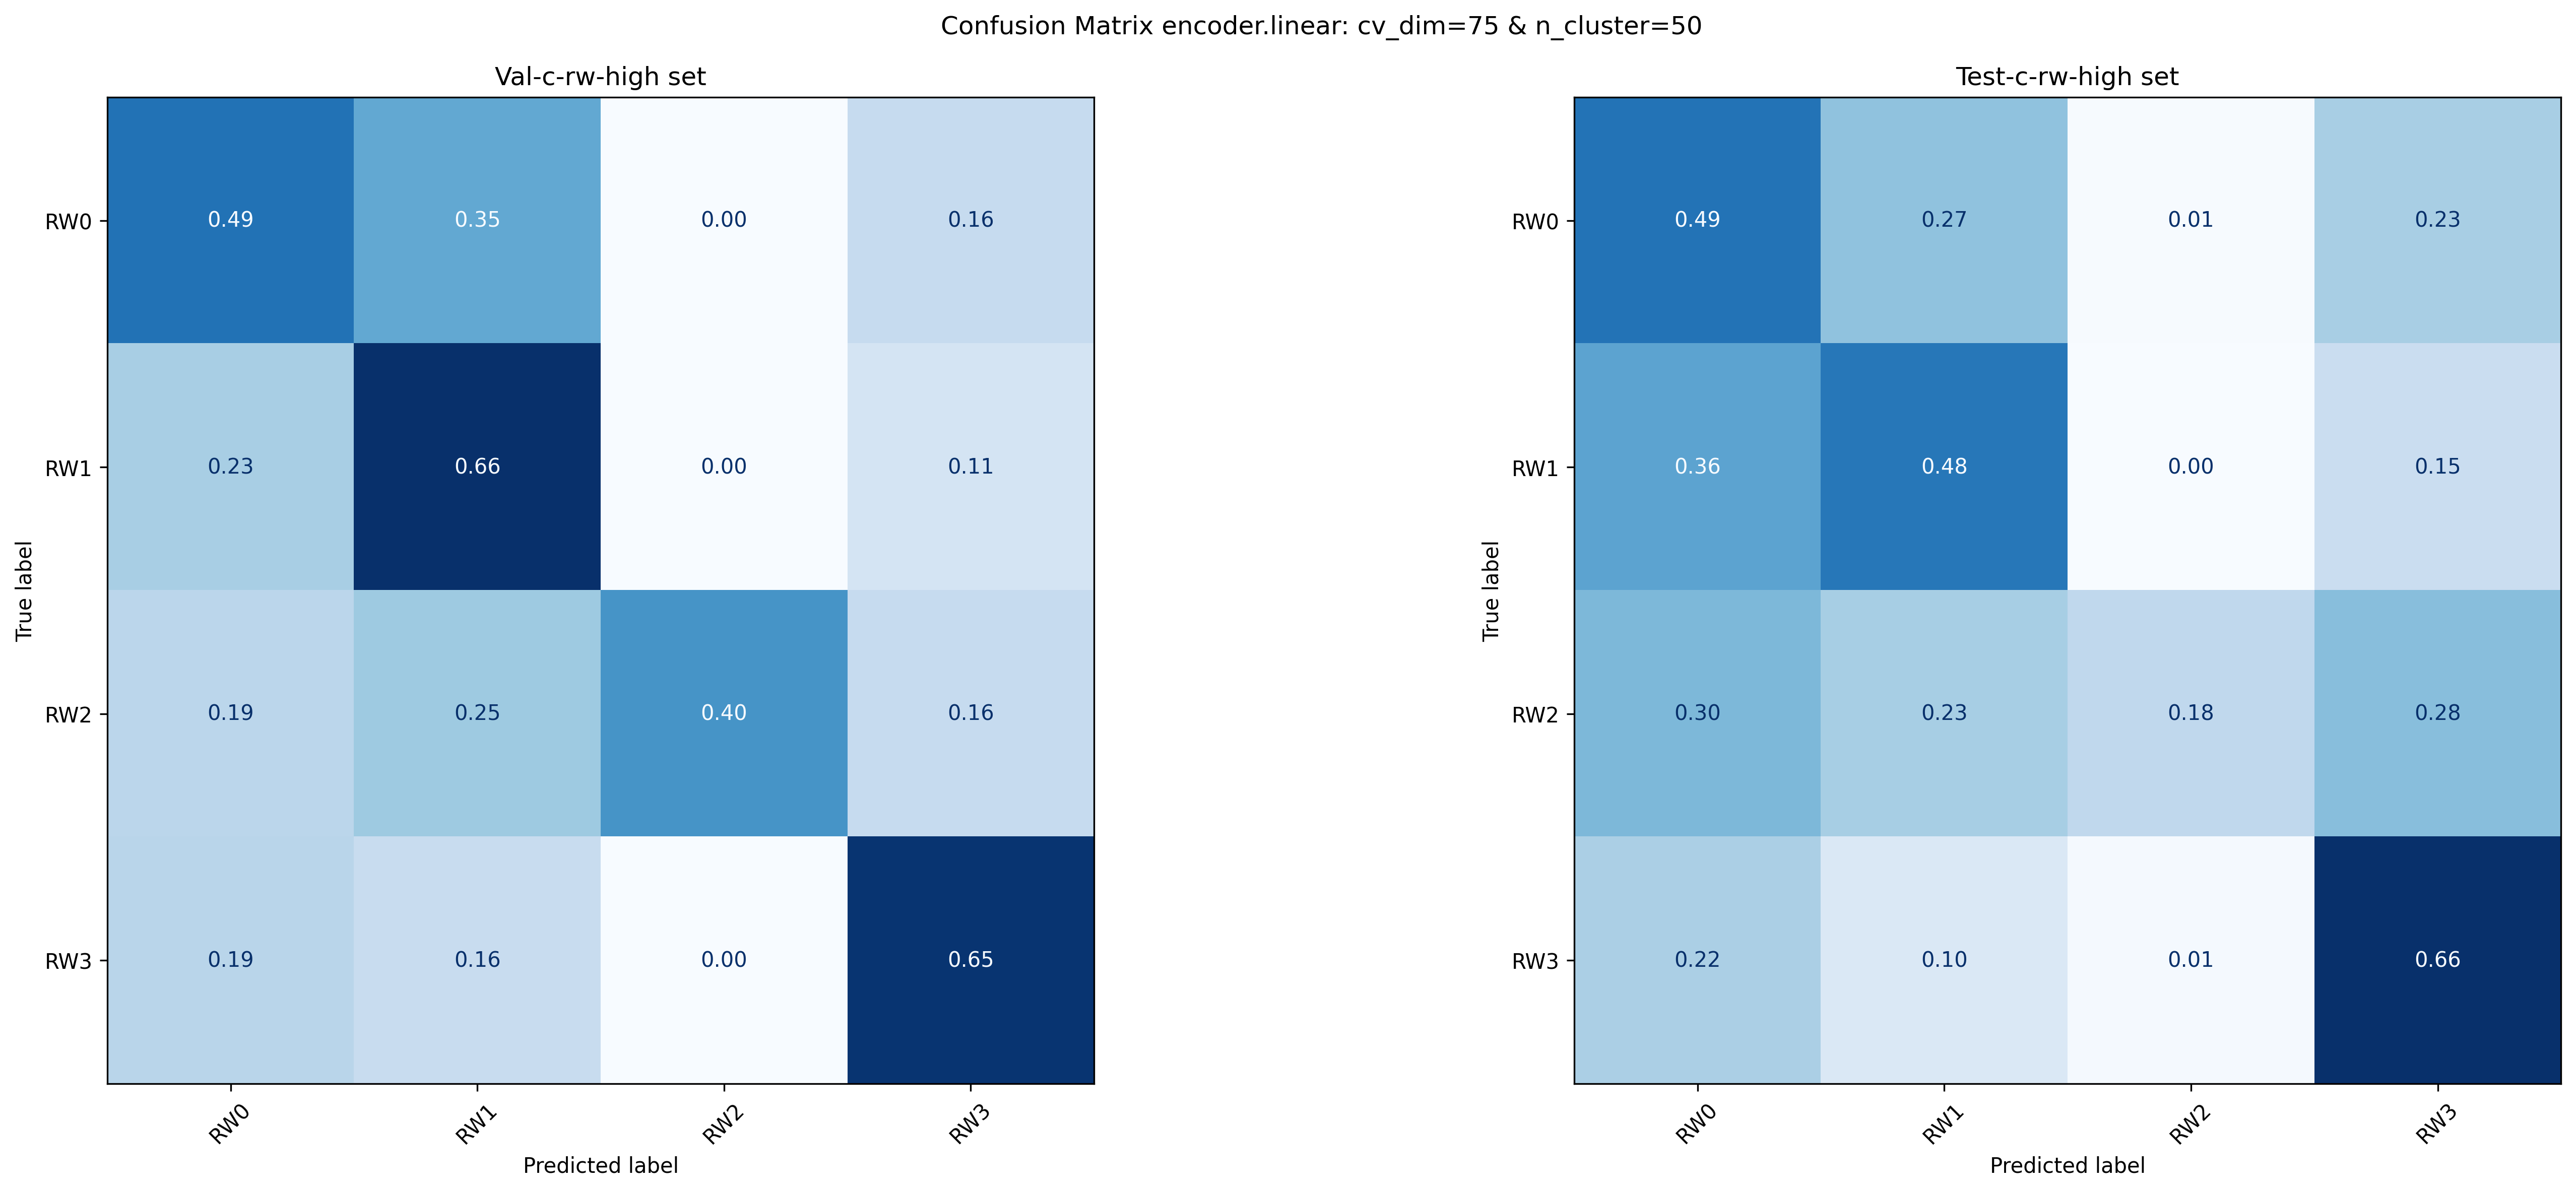 Confusion Matrix encoder.linear: cv_dim=75 & n_cluster=50
Val-c-rw-high set
True label
RW0
0.49 0.35 0.00 0.16
RW1
0.23 0.66 0.00 0.11
RW2
0.19 0.25 0.40 0.16
RW3
0.19 0.16 0.00 0.65
RW0 RW1 RW2 RW3
Predicted label
Test-c-rw-high set
True label
RW0
0.49 0.27 0.01 0.23
RW1
0.36 0.48 0.00 0.15
RW2
0.30 0.23 0.18 0.28
RW3
0.22 0.10 0.01 0.66
RW0 RW1 RW2 RW3
Predicted label